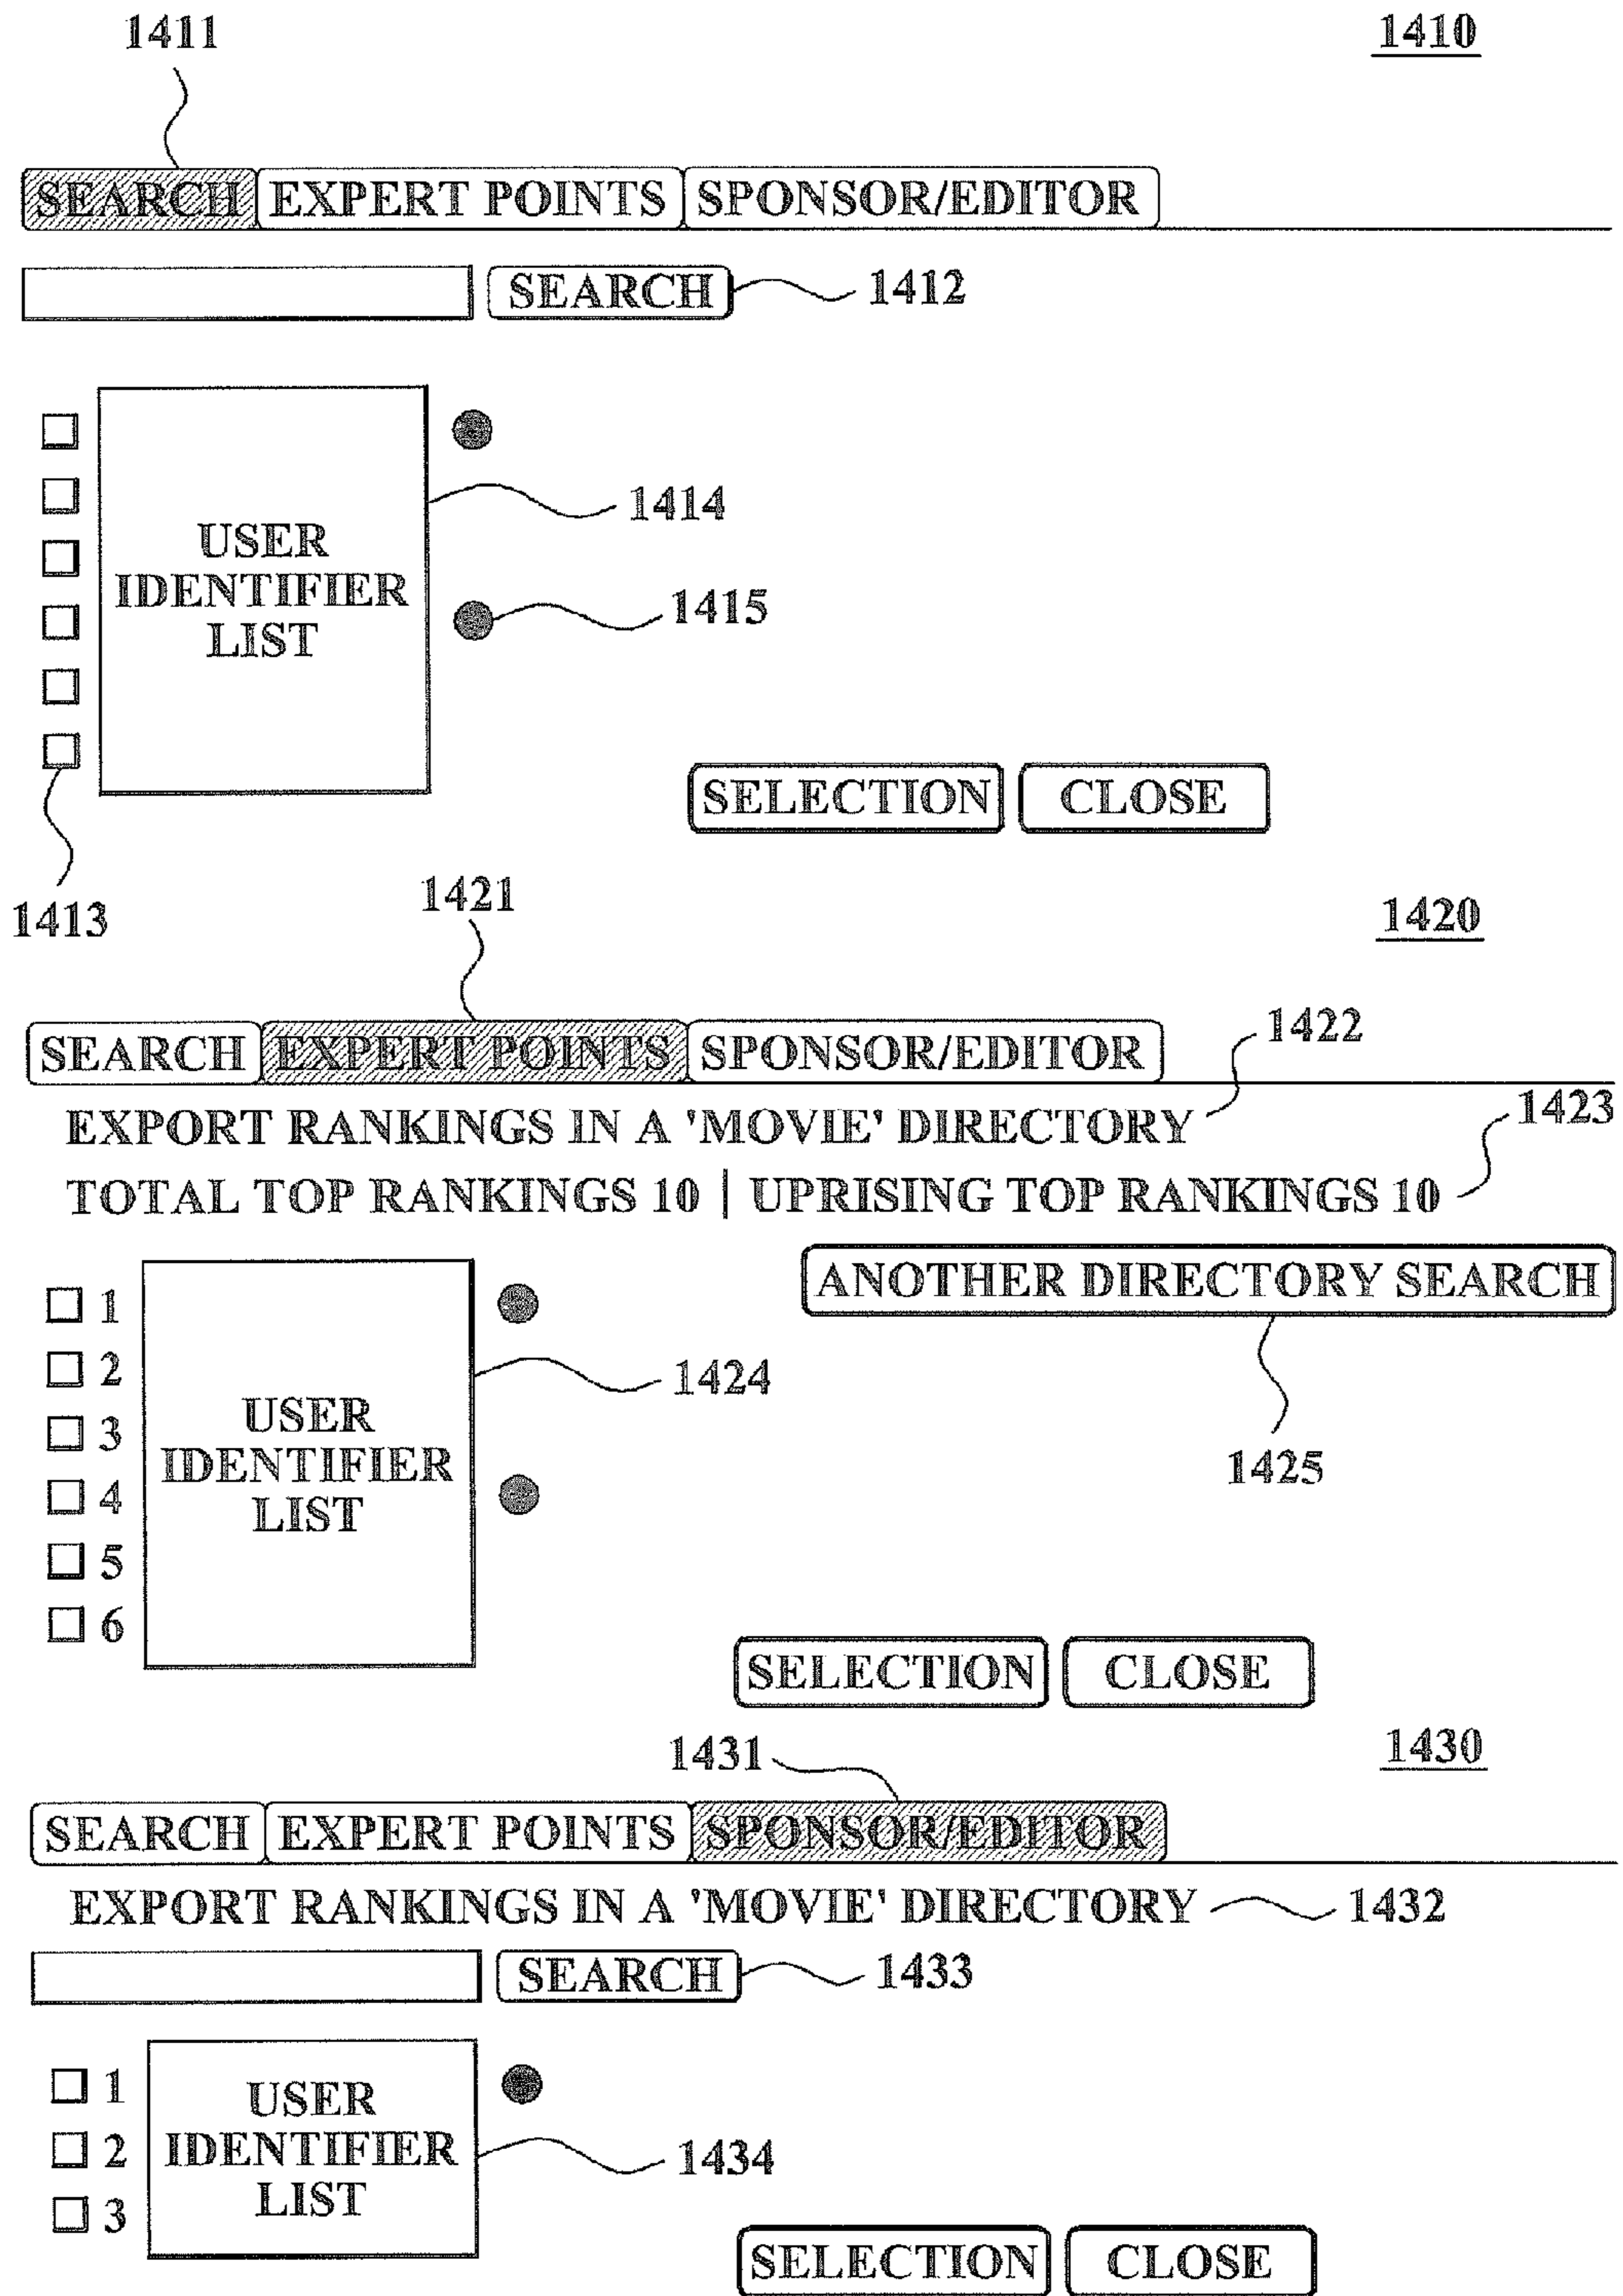 1411
1410
SEARCH EXPERT POINTS SPONSOR/EDITOR
SEARCH 1412
USER
IDENTIFIER
LIST
1414
1415
SELECTION CLOSE
1413
1421
1420
SEARCH EXPERT POINTS SPONSOR/EDITOR
1422
EXPORT RANKINGS IN A 'MOVIE' DIRECTORY
1423
TOTAL TOP RANKINGS 10 | UPRISING TOP RANKINGS 10
ANOTHER DIRECTORY SEARCH
1
2
3
4
5
6
USER
IDENTIFIER
LIST
1424
1425
SELECTION CLOSE
1431
1430
SEARCH EXPERT POINTS SPONSOR/EDITOR
EXPORT RANKINGS IN A 'MOVIE' DIRECTORY 1432
SEARCH 1433
1
2
3
USER
IDENTIFIER
LIST
1434
SELECTION CLOSE